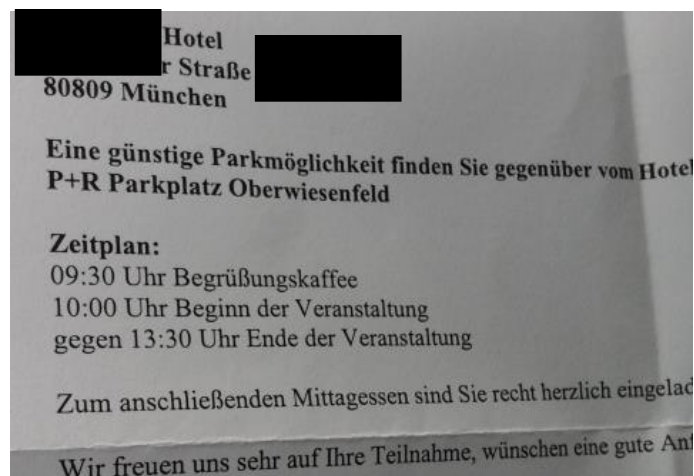 Hotel
r Straße
80809 München
Eine günstige Parkmöglichkeit finden Sie gegenüber vom Hotel
P+R Parkplatz Oberwiesenfeld
Zeitplan:
09:30 Uhr Begrüßungskaffee
10:00 Uhr Beginn der Veranstaltung
gegen 13:30 Uhr Ende der Veranstaltung
Zum anschließenden Mittagessen sind Sie recht herzlich eingelad
Wir freuen uns sehr auf Ihre Teilnahme, wünschen eine gute Anf